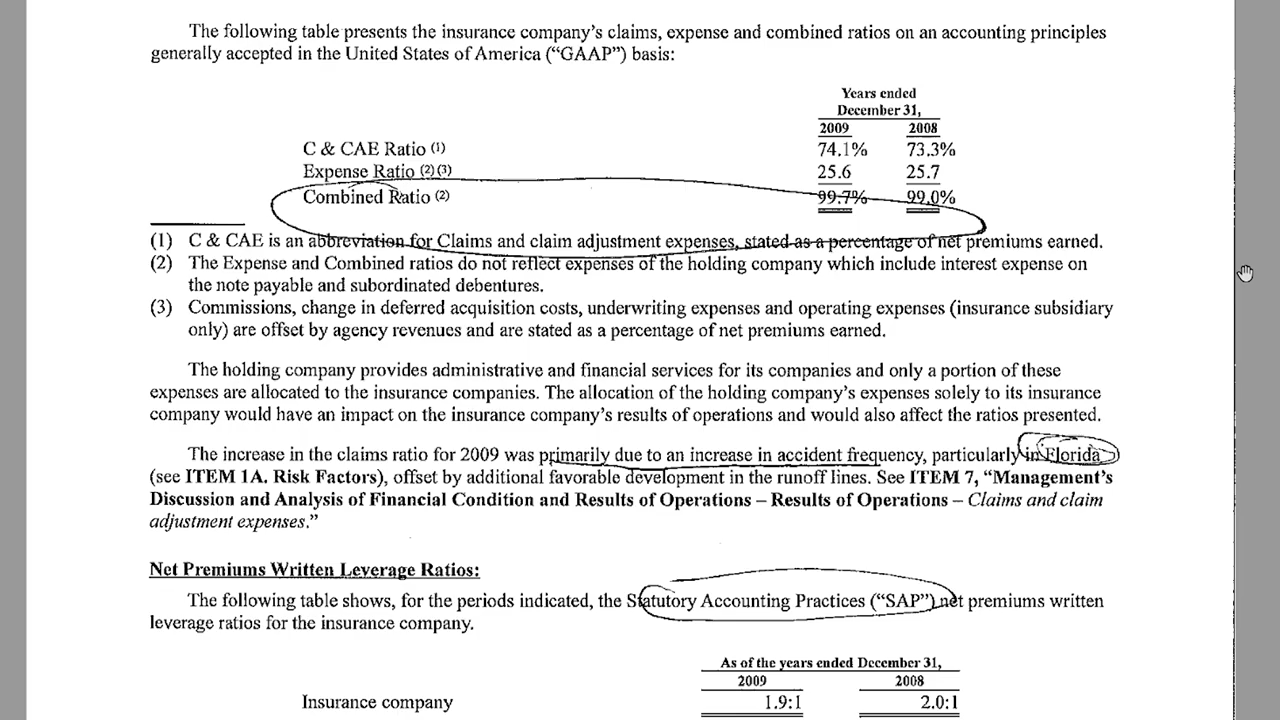 The following table presents the insurance company's claims, expense and combined ratios on an accounting principles
generally accepted in the United States of America ("GAAP") basis:
Years ended
December 31,
2009 2008
C & CAE Ratio (1) 74.1% 73.3%
Expense Ratio (2) (3) 25.6 25.7
Combined Ratio (2) 99.7% 99.0%
(1) C & CAE is an abbreviation for Claims and claim adjustment expenses, stated as a percentage of net premiums earned.
(2) The Expense and Combined ratios do not reflect expenses of the holding company which include interest expense on
the note payable and subordinated debentures.
(3) Commissions, change in deferred acquisition costs, underwriting expenses and operating expenses (insurance subsidiary
only) are offset by agency revenues and are stated as a percentage of net premiums earned.
The holding company provides administrative and financial services for its companies and only a portion of these
expenses are allocated to the insurance companies. The allocation of the holding company's expenses solely to its insurance
company would have an impact on the insurance company's results of operations and would also affect the ratios presented.
The increase in the claims ratio for 2009 was primarily due to an increase in accident frequency, particularly in Florida
(see ITEM 1A. Risk Factors), offset by additional favorable development in the runoff lines. See ITEM 7, "Management's
Discussion and Analysis of Financial Condition and Results of Operations – Results of Operations – Claims and claim
adjustment expenses."
Net Premiums Written Leverage Ratios:
The following table shows, for the periods indicated, the Statutory Accounting Practices ("SAP") net premiums written
leverage ratios for the insurance company.
As of the years ended December 31,
2009 2008
Insurance company 1.9:1 2.0:1